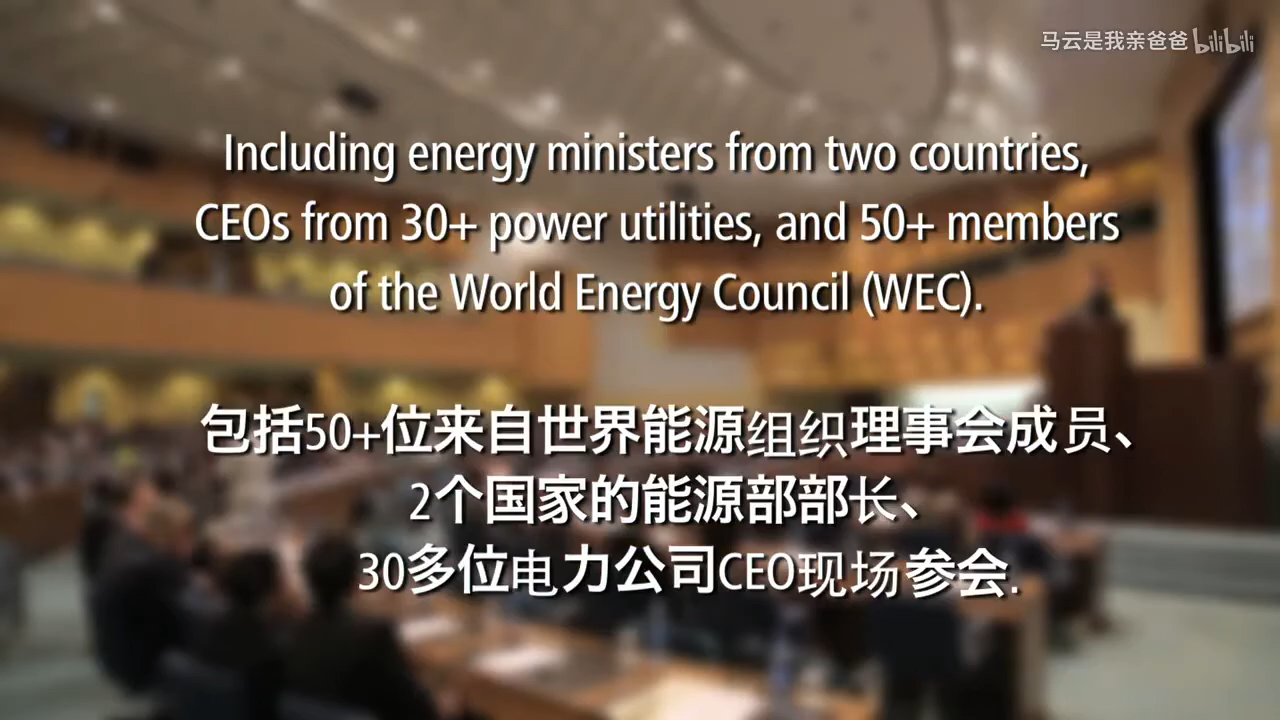 马云是我亲爸爸 bilibili
Including energy ministers from two countries,
CEOs from 30+ power utilities, and 50+ members
of the World Energy Council (WEC).
包括50+位来自世界能源组织理事会成员、
2个国家的能源部部长、
30多位电力公司CEO现场参会.